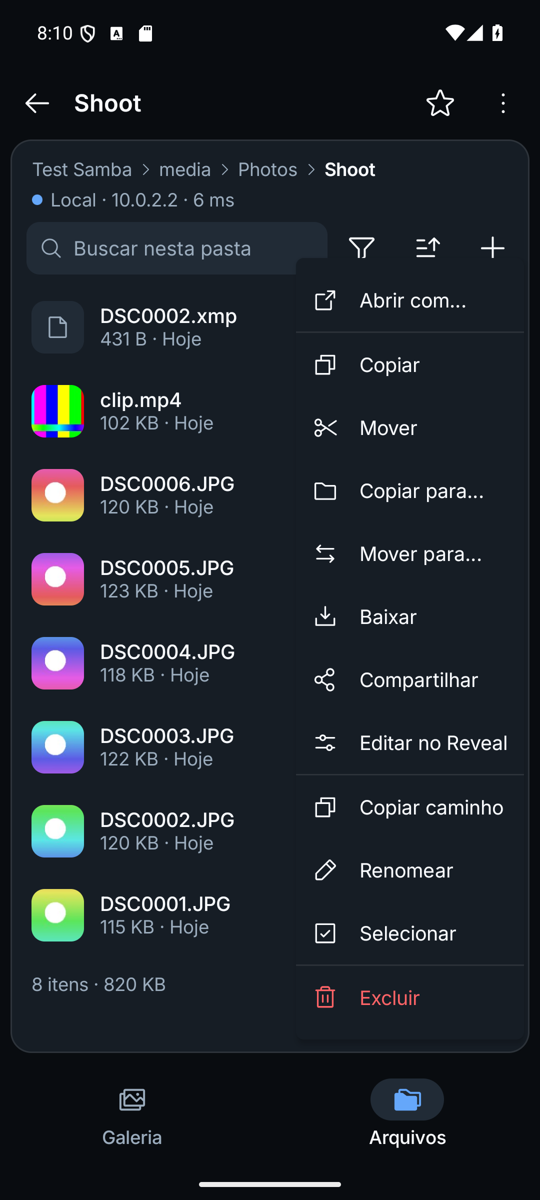 8:10
Shoot
Test Samba > media > Photos > Shoot
Local · 10.0.2.2 · 6 ms
Buscar nesta pasta
DSC0002.xmp
431 B · Hoje
clip.mp4
102 KB · Hoje
DSC0006.JPG
120 KB · Hoje
DSC0005.JPG
123 KB · Hoje
DSC0004.JPG
118 KB · Hoje
DSC0003.JPG
122 KB · Hoje
DSC0002.JPG
120 KB · Hoje
DSC0001.JPG
115 KB · Hoje
8 itens · 820 KB
Abrir com...
Copiar
Mover
Copiar para...
Mover para...
Baixar
Compartilhar
Editar no Reveal
Copiar caminho
Renomear
Selecionar
Excluir
Galeria
Arquivos